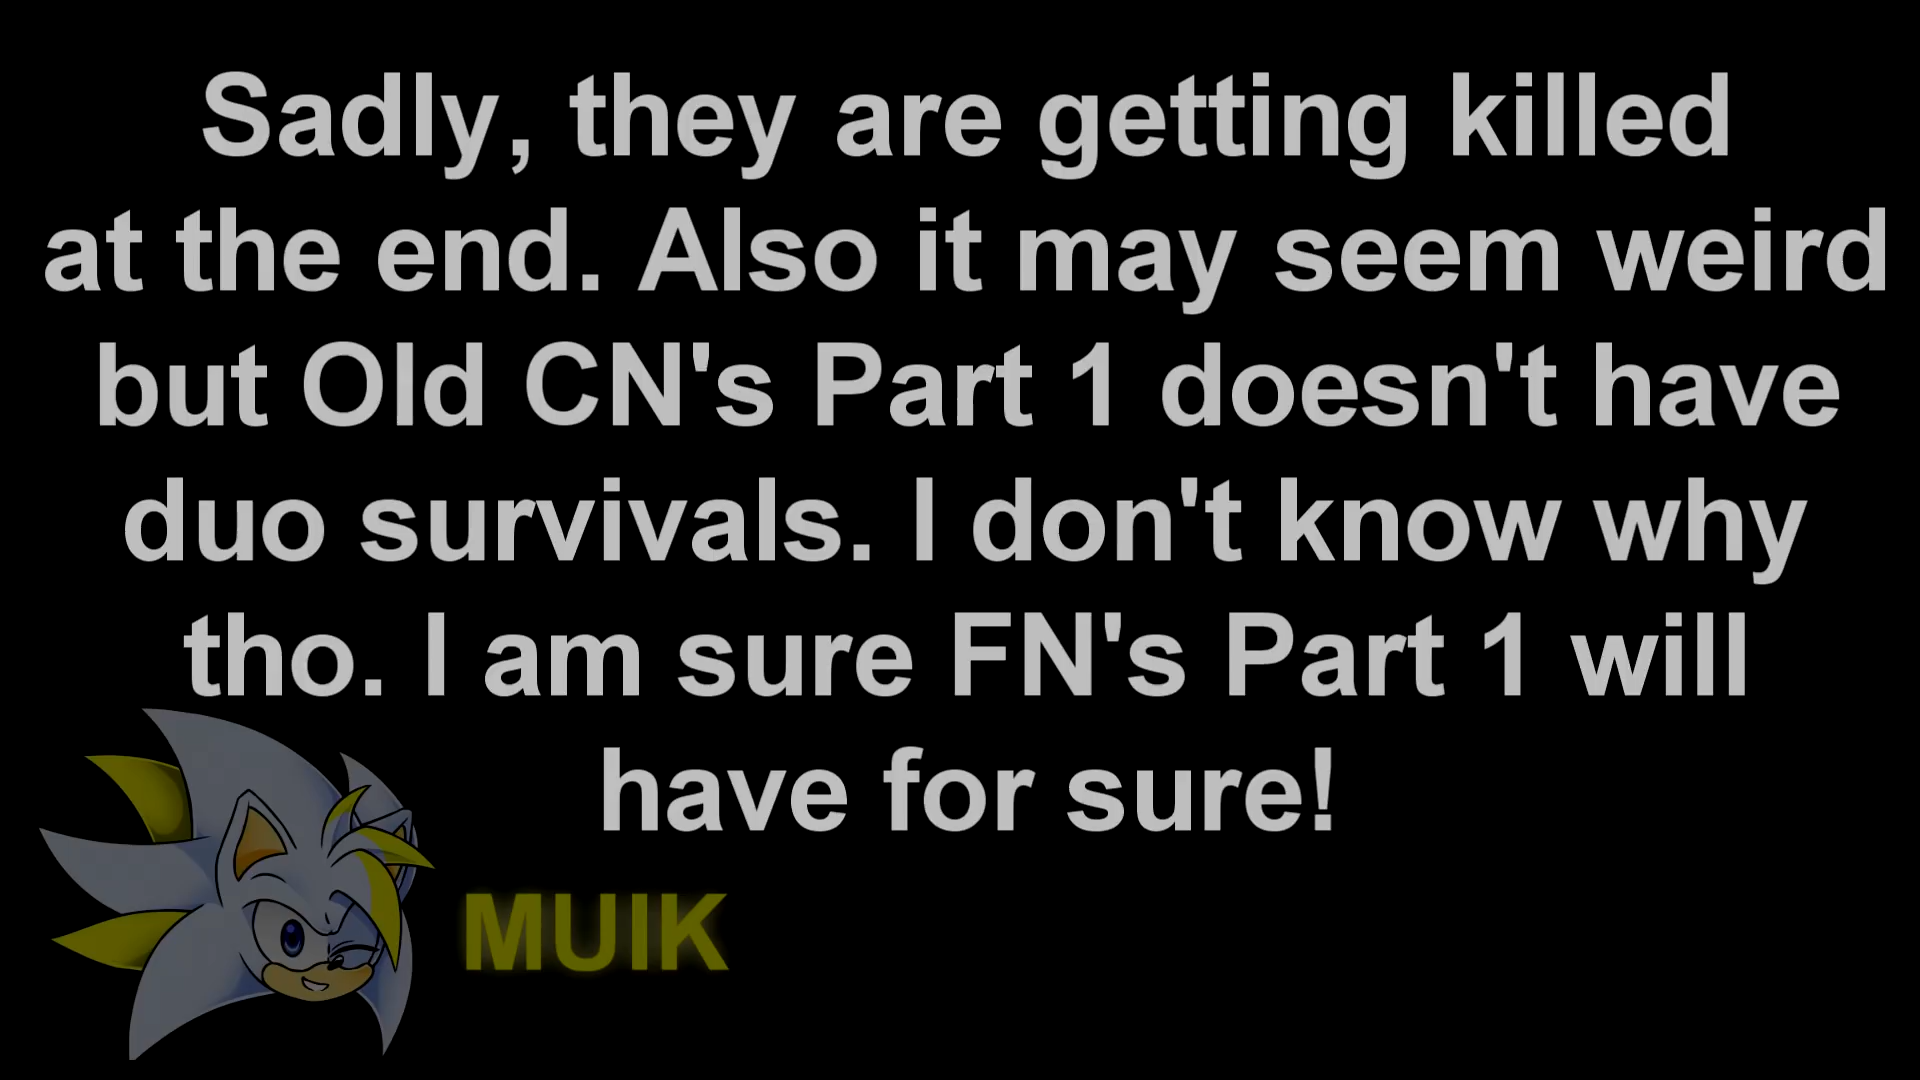 Sadly, they are getting killed
at the end. Also it may seem weird
but Old CN's Part 1 doesn't have
duo survivals. I don't know why
tho. I am sure FN's Part 1 will
have for sure!
MUIK